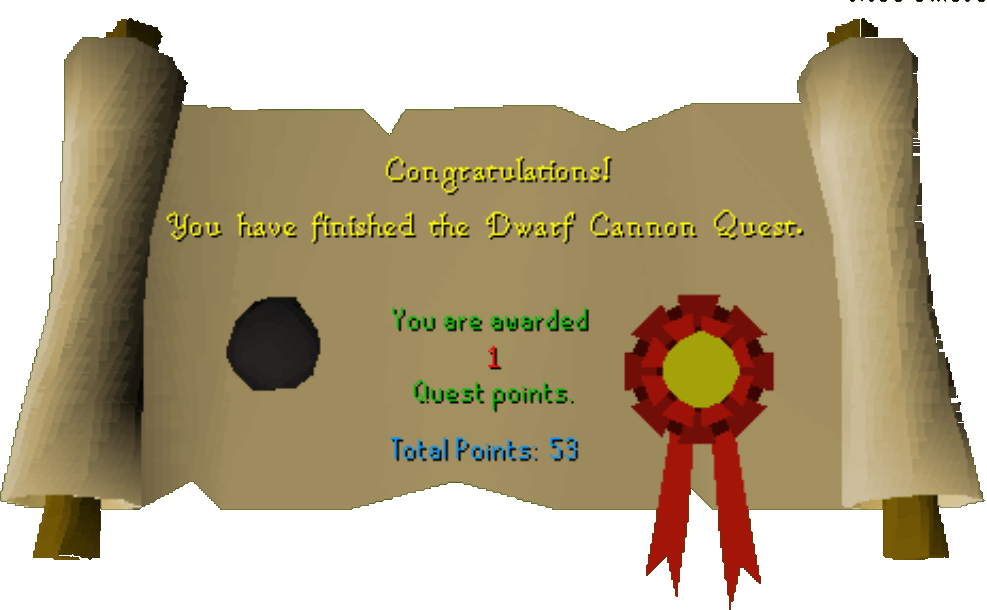 Congratulations!
You have finished the Dwarf Cannon Quest.
You are awarded
1
Quest points.
Total Points: 53